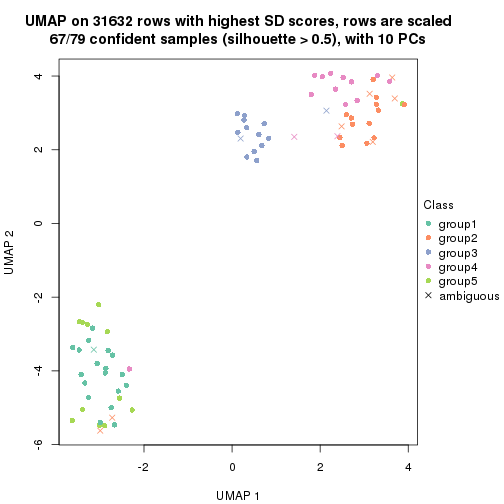 UMAP on 31632 rows with highest SD scores, rows are scaled
67/79 confident samples (silhouette > 0.5), with 10 PCs
4
2
0
-2
-4
-6
UMAP 2
-2
0
2
4
UMAP 1
Class
group1
group2
group3
group4
group5
ambiguous